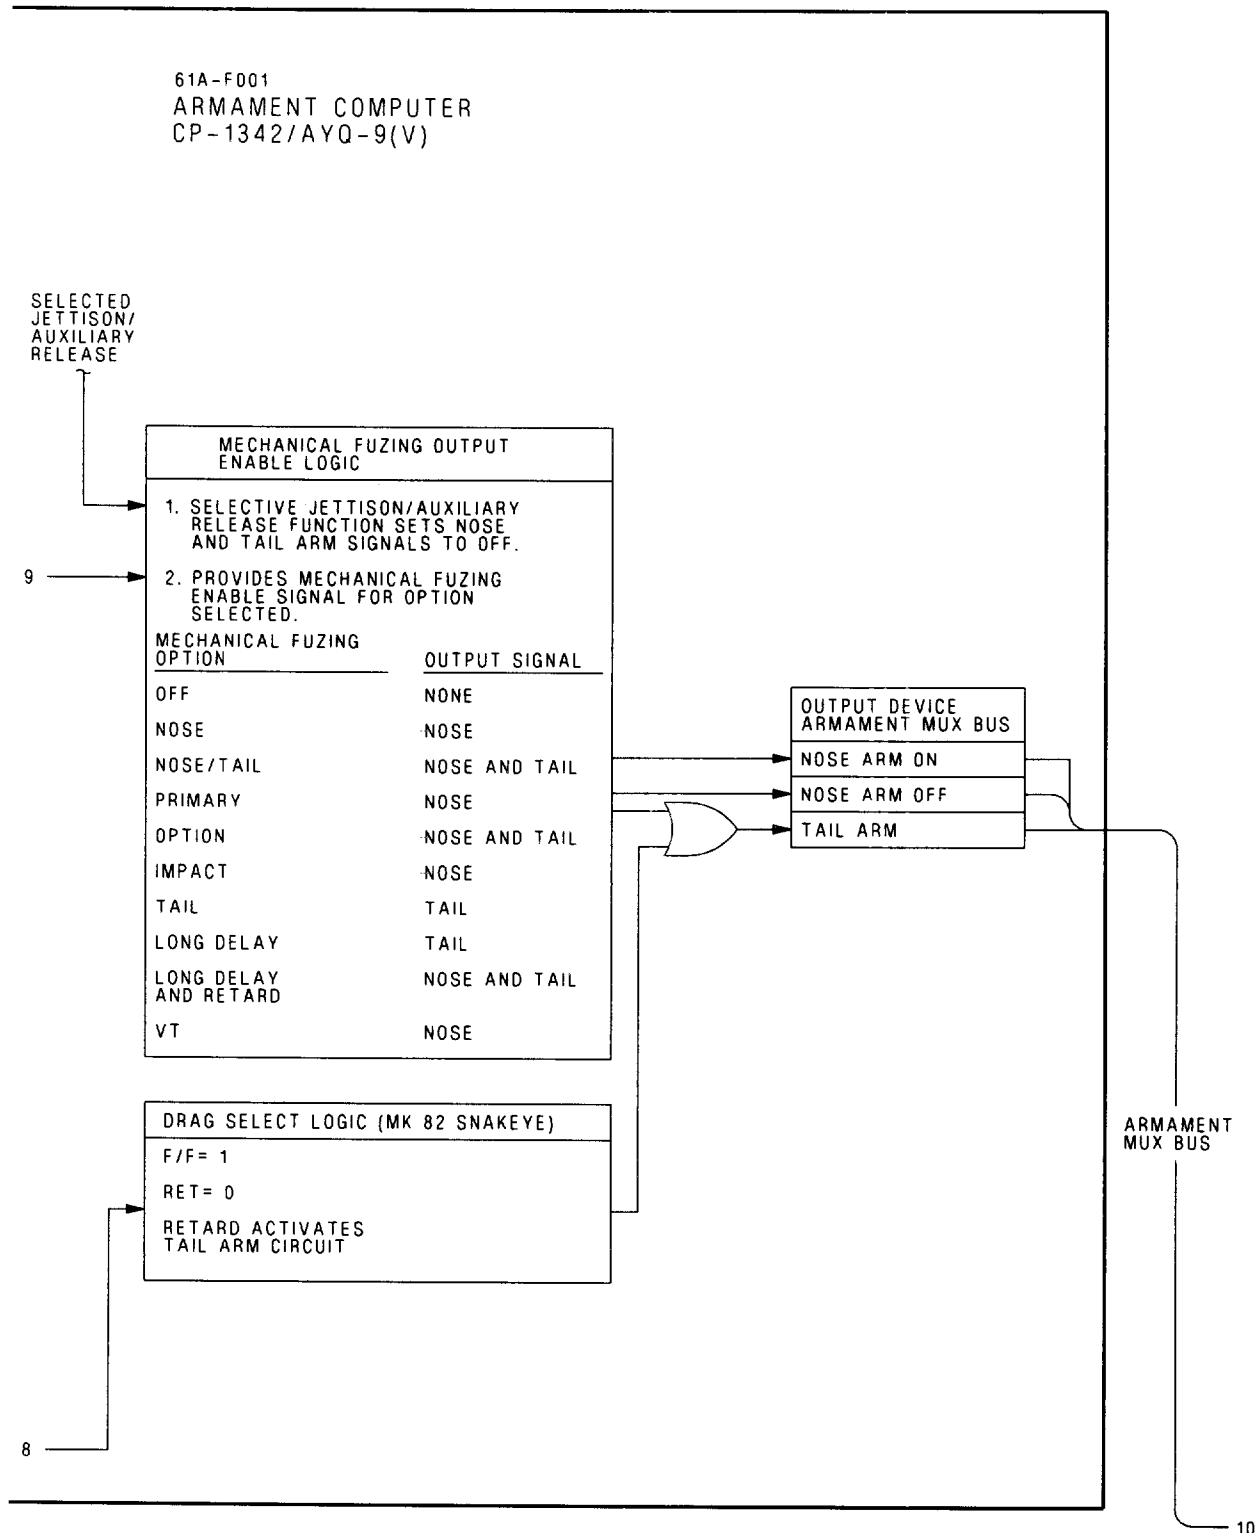 61A-F001
ARMAMENT COMPUTER
CP-1342/AYQ-9(V)
SELECTED
JETTISON/
AUXILIARY
RELEASE
MECHANICAL FUZING OUTPUT
ENABLE LOGIC
1. SELECTIVE JETTISON/AUXILIARY
RELEASE FUNCTION SETS NOSE
AND TAIL ARM SIGNALS TO OFF.
9
2. PROVIDES MECHANICAL FUZING
ENABLE SIGNAL FOR OPTION
SELECTED.
MECHANICAL FUZING
OPTION OUTPUT SIGNAL
OFF NONE
NOSE NOSE
NOSE/TAIL NOSE AND TAIL
PRIMARY NOSE
OPTION NOSE AND TAIL
IMPACT NOSE
TAIL TAIL
LONG DELAY TAIL
LONG DELAY NOSE AND TAIL
AND RETARD
VT NOSE
OUTPUT DEVICE
ARMAMENT MUX BUS
NOSE ARM ON
NOSE ARM OFF
TAIL ARM
DRAG SELECT LOGIC (MK 82 SNAKEYE)
F/F= 1
RET= 0
RETARD ACTIVATES
TAIL ARM CIRCUIT
ARMAMENT
MUX BUS
8
10